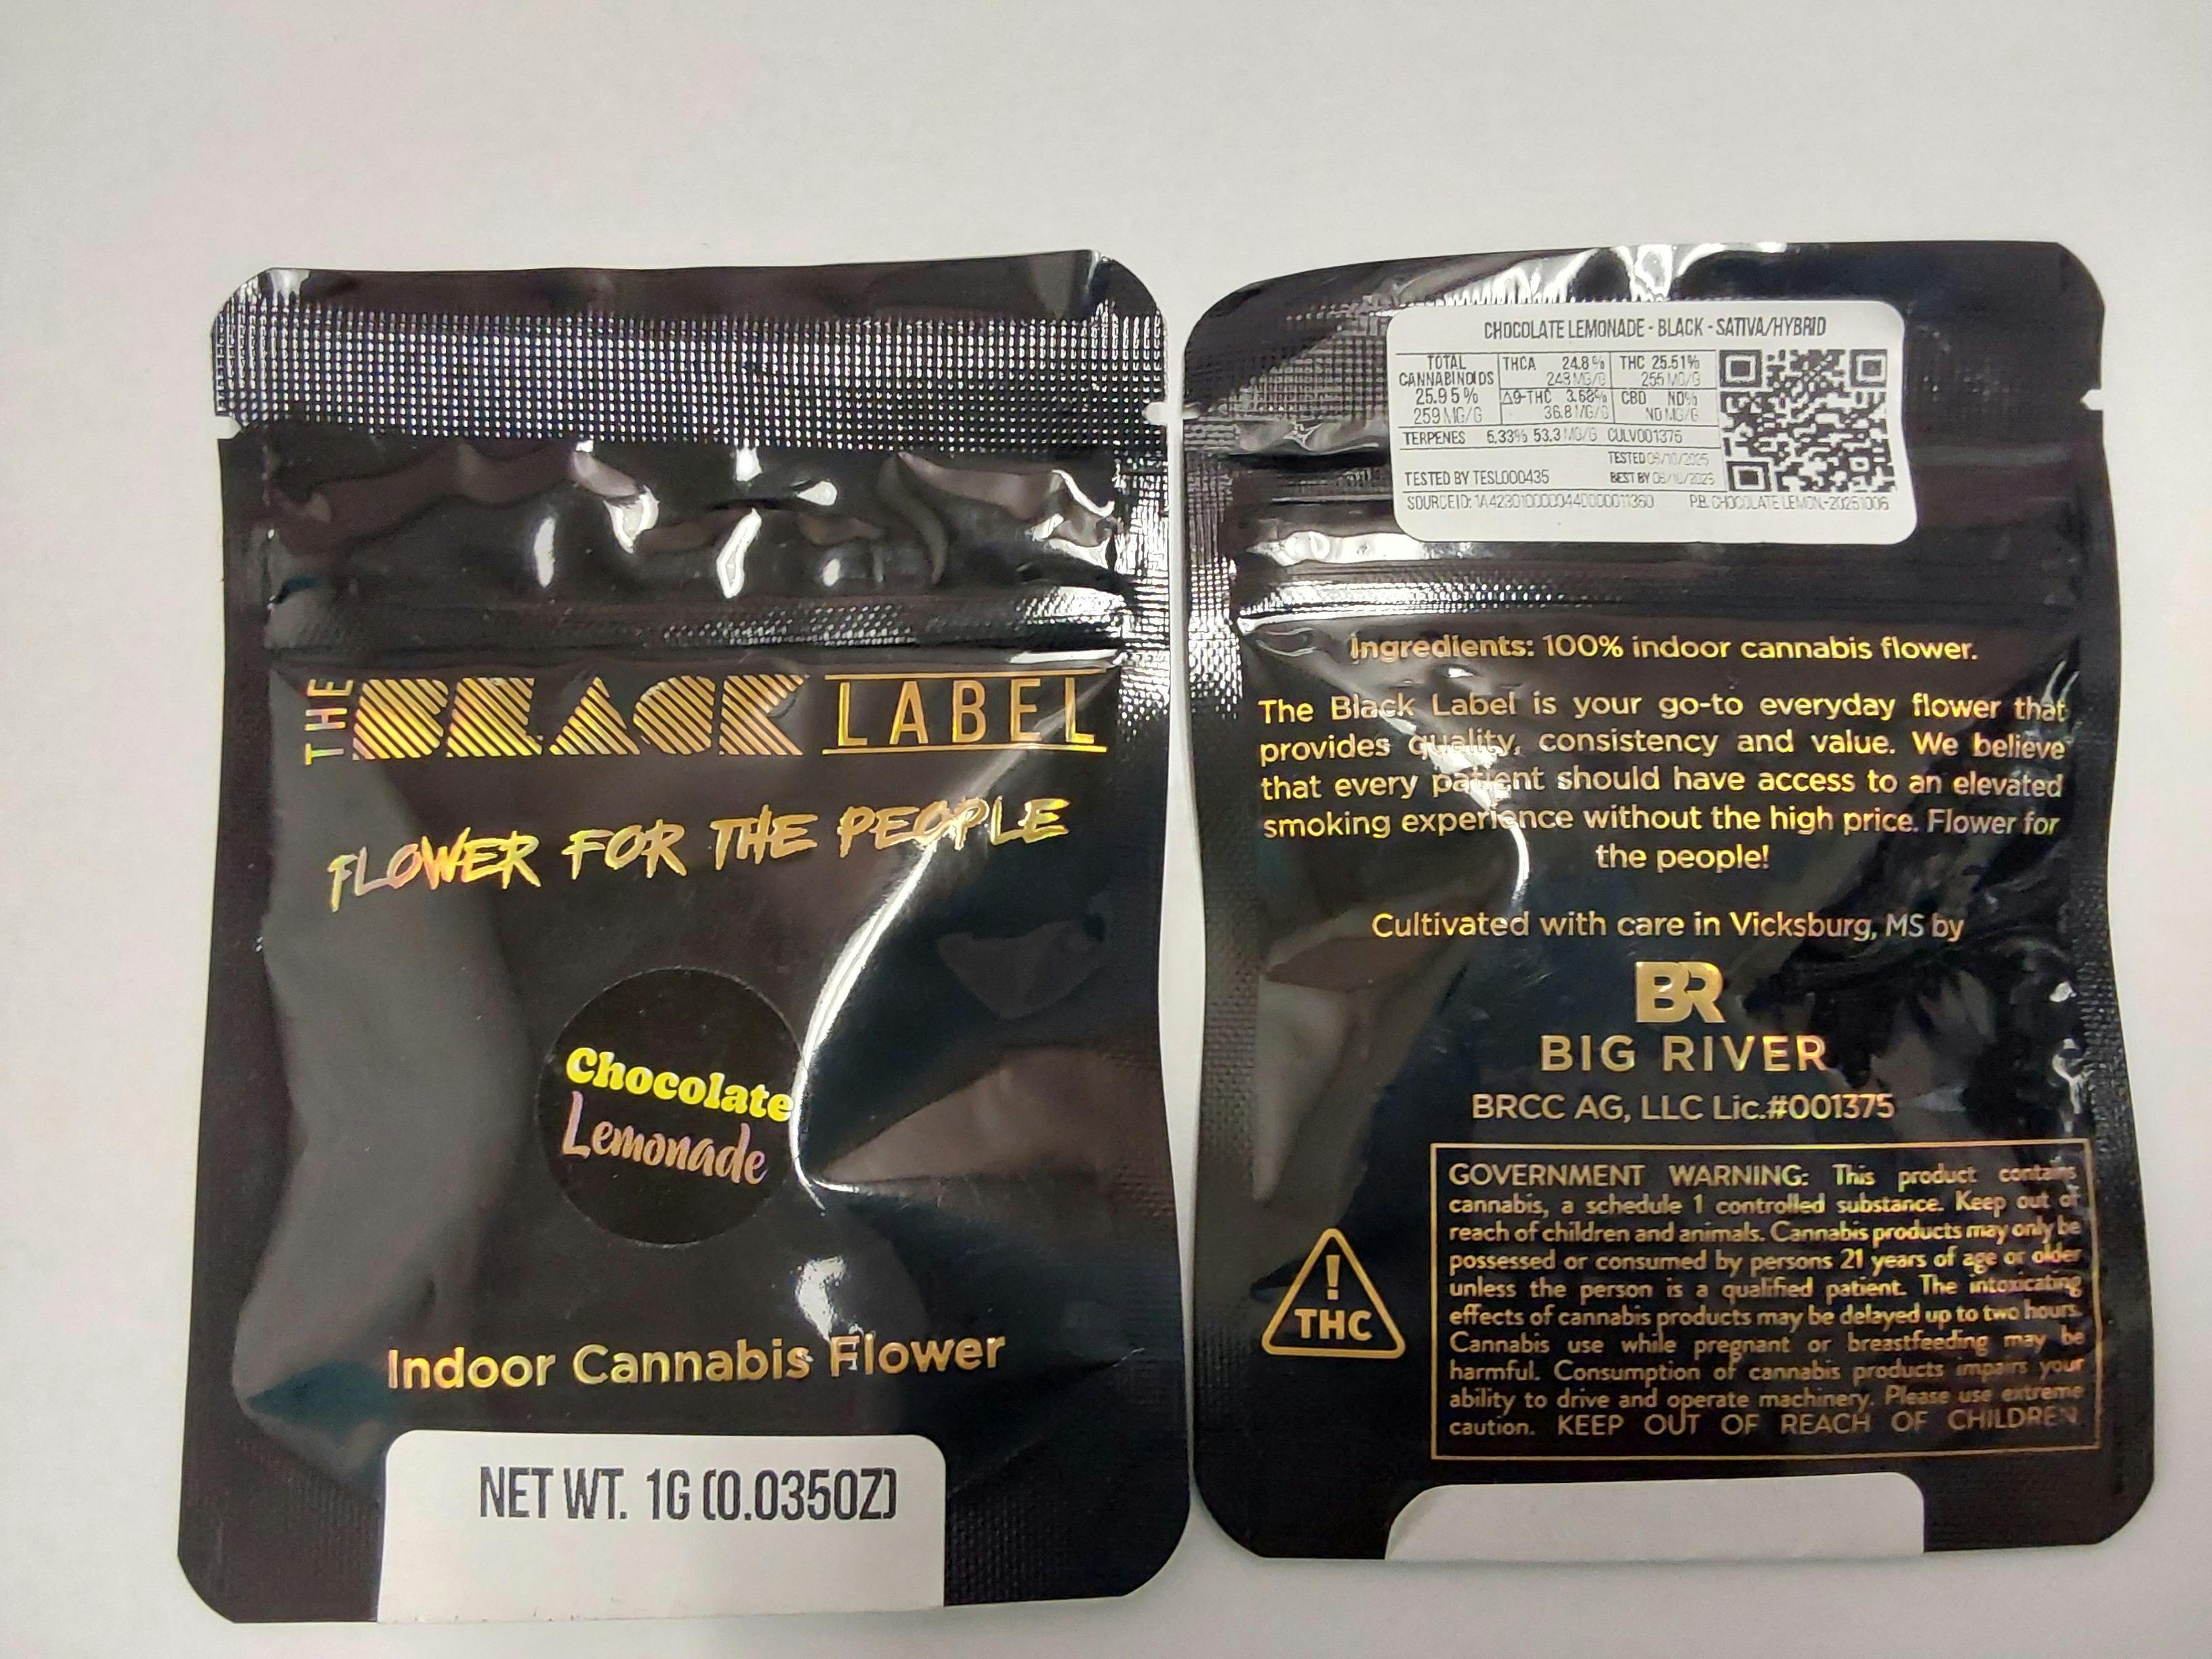 THE BLACK LABEL
FLOWER FOR THE PEOPLE
Chocolate
Lemonade
Indoor Cannabis Flower
NET WT. 1G (0.035OZ)
CHOCOLATE LEMONADE - BLACK - SATIVA/HYBRID
TOTAL CANNABINOIDS 25.95% 259 MG/G
THCA 24.8% 248 MG/G
THC 25.51% 255 MG/G
Δ9-THC 3.68% 36.8 MG/G
CBD ND% ND MG/G
TERPENES 5.33% 53.3 MG/G CULV001375
TESTED
TESTED BY TESL000435 BEST BY
SOURCEID: P.B. CHOCOLATE LEMON-20251006
Ingredients: 100% indoor cannabis flower.
The Black Label is your go-to everyday flower that
provides quality, consistency and value. We believe
that every patient should have access to an elevated
smoking experience without the high price. Flower for
the people!
Cultivated with care in Vicksburg, MS by
BR
BIG RIVER
BRCC AG, LLC Lic.#001375
! THC
GOVERNMENT WARNING: This product contains
cannabis, a schedule 1 controlled substance. Keep out of
reach of children and animals. Cannabis products may only be
possessed or consumed by persons 21 years of age or older
unless the person is a qualified patient. The intoxicating
effects of cannabis products may be delayed up to two hours.
Cannabis use while pregnant or breastfeeding may be
harmful. Consumption of cannabis products impairs your
ability to drive and operate machinery. Please use extreme
caution. KEEP OUT OF REACH OF CHILDREN.